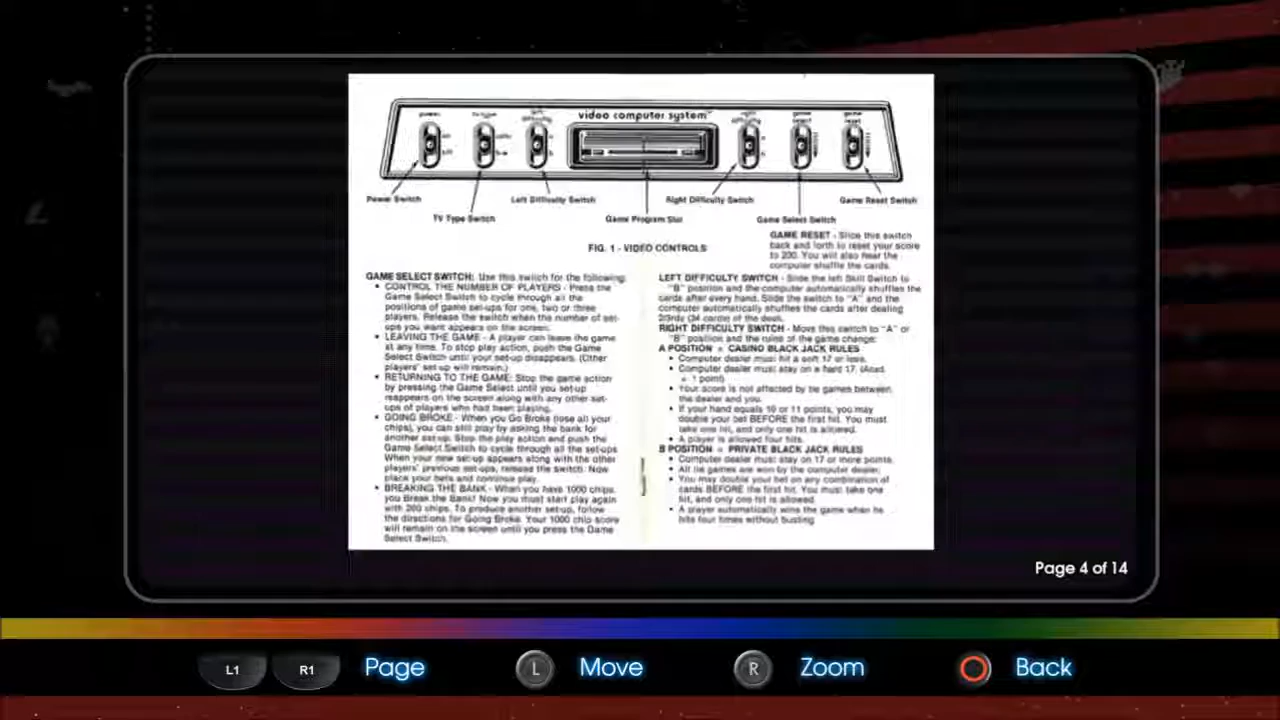 video computer system
Power Switch
TV Type Switch
Left Difficulty Switch
Game Program Slot
Right Difficulty Switch
Game Select Switch
Game Reset Switch
FIG. 1 - VIDEO CONTROLS
GAME RESET - Slide this switch
back and forth to reset your score
to 200. You will also hear the
computer shuffle the cards.
GAME SELECT SWITCH: Use this switch for the following:
• CONTROL THE NUMBER OF PLAYERS - Press the
Game Select Switch to cycle through all the
positions of game set-ups for one, two or three
players. Release the switch when the number of set-
ups you want appears on the screen.
• LEAVING THE GAME - A player can leave the game
at any time. To stop play action, push the Game
Select Switch until your set-up disappears. (Other
players' set up will remain.)
• RETURNING TO THE GAME: Stop the game action
by pressing the Game Select until you set-up
reappears on the screen along with any other set-
ups of players who had been playing.
• GOING BROKE - When you Go Broke (lose all your
chips), you can still play by asking the bank for
another set-up. Stop the play action and push the
Game Select Switch to cycle through all the set-ups
When your new set-up appears along with the other
players' previous set-ups, release the switch. Now
place your bets and continue play.
• BREAKING THE BANK - When you have 1000 chips,
you Break the Bank! Now you must start play again
with 200 chips. To produce another set-up, follow
the directions for Going Broke. Your 1000 chip score
will remain on the screen until you press the Game
Select Switch.
LEFT DIFFICULTY SWITCH - Slide the left Skill Switch to
"B" position and the computer automatically shuffles the
cards after every hand. Slide the switch to "A" and the
computer automatically shuffles the cards after dealing
2/3rds (34 cards) of the deck.
RIGHT DIFFICULTY SWITCH - Move this switch to "A" or
"B" position and the rules of the game change:
A POSITION = CASINO BLACK JACK RULES
• Computer dealer must hit a soft 17 or less.
• Computer dealer must stay on a hard 17. (Aces
= 1 point)
• Your score is not affected by tie games between
the dealer and you.
• If your hand equals 10 or 11 points, you may
double your bet BEFORE the first hit. You must
take one hit, and only one hit is allowed.
• A player is allowed four hits.
B POSITION = PRIVATE BLACK JACK RULES
• Computer dealer must stay on 17 or more points.
• All tie games are won by the computer dealer.
• You may double your bet on any combination of
cards BEFORE the first hit. You must take one
hit, and only one hit is allowed.
• A player automatically wins the game when he
hits four times without busting
Page 4 of 14
L1 R1 Page L Move R Zoom Back